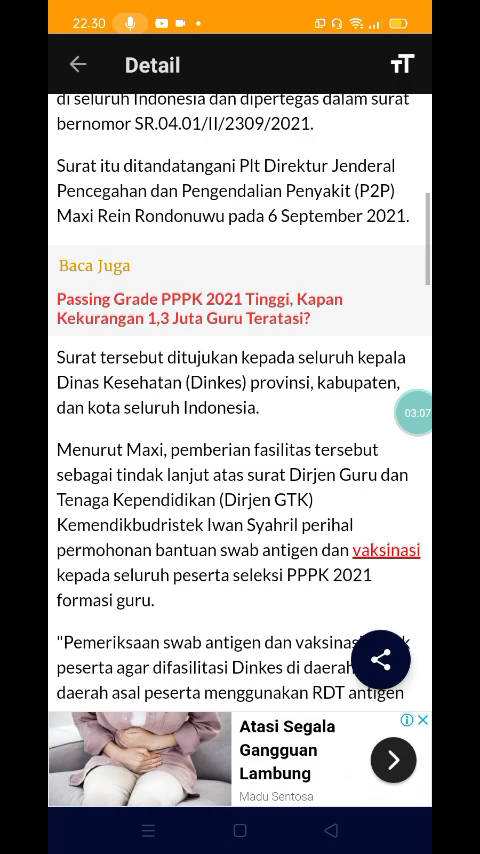 22.30
Detail
TT
di seluruh Indonesia dan dipertegas dalam surat
bernomor SR.04.01/II/2309/2021.
Surat itu ditandatangani Plt Direktur Jenderal
Pencegahan dan Pengendalian Penyakit (P2P)
Maxi Rein Rondonuwu pada 6 September 2021.
Baca Juga
Passing Grade PPPK 2021 Tinggi, Kapan
Kekurangan 1,3 Juta Guru Teratasi?
Surat tersebut ditujukan kepada seluruh kepala
Dinas Kesehatan (Dinkes) provinsi, kabupaten,
dan kota seluruh Indonesia.
03:07
Menurut Maxi, pemberian fasilitas tersebut
sebagai tindak lanjut atas surat Dirjen Guru dan
Tenaga Kependidikan (Dirjen GTK)
Kemendikbudristek Iwan Syahril perihal
permohonan bantuan swab antigen dan vaksinasi
kepada seluruh peserta seleksi PPPK 2021
formasi guru.
"Pemeriksaan swab antigen dan vaksinasi
peserta agar difasilitasi Dinkes di daerah
daerah asal peserta menggunakan RDT antigen
Atasi Segala
Gangguan
Lambung
Madu Sentosa